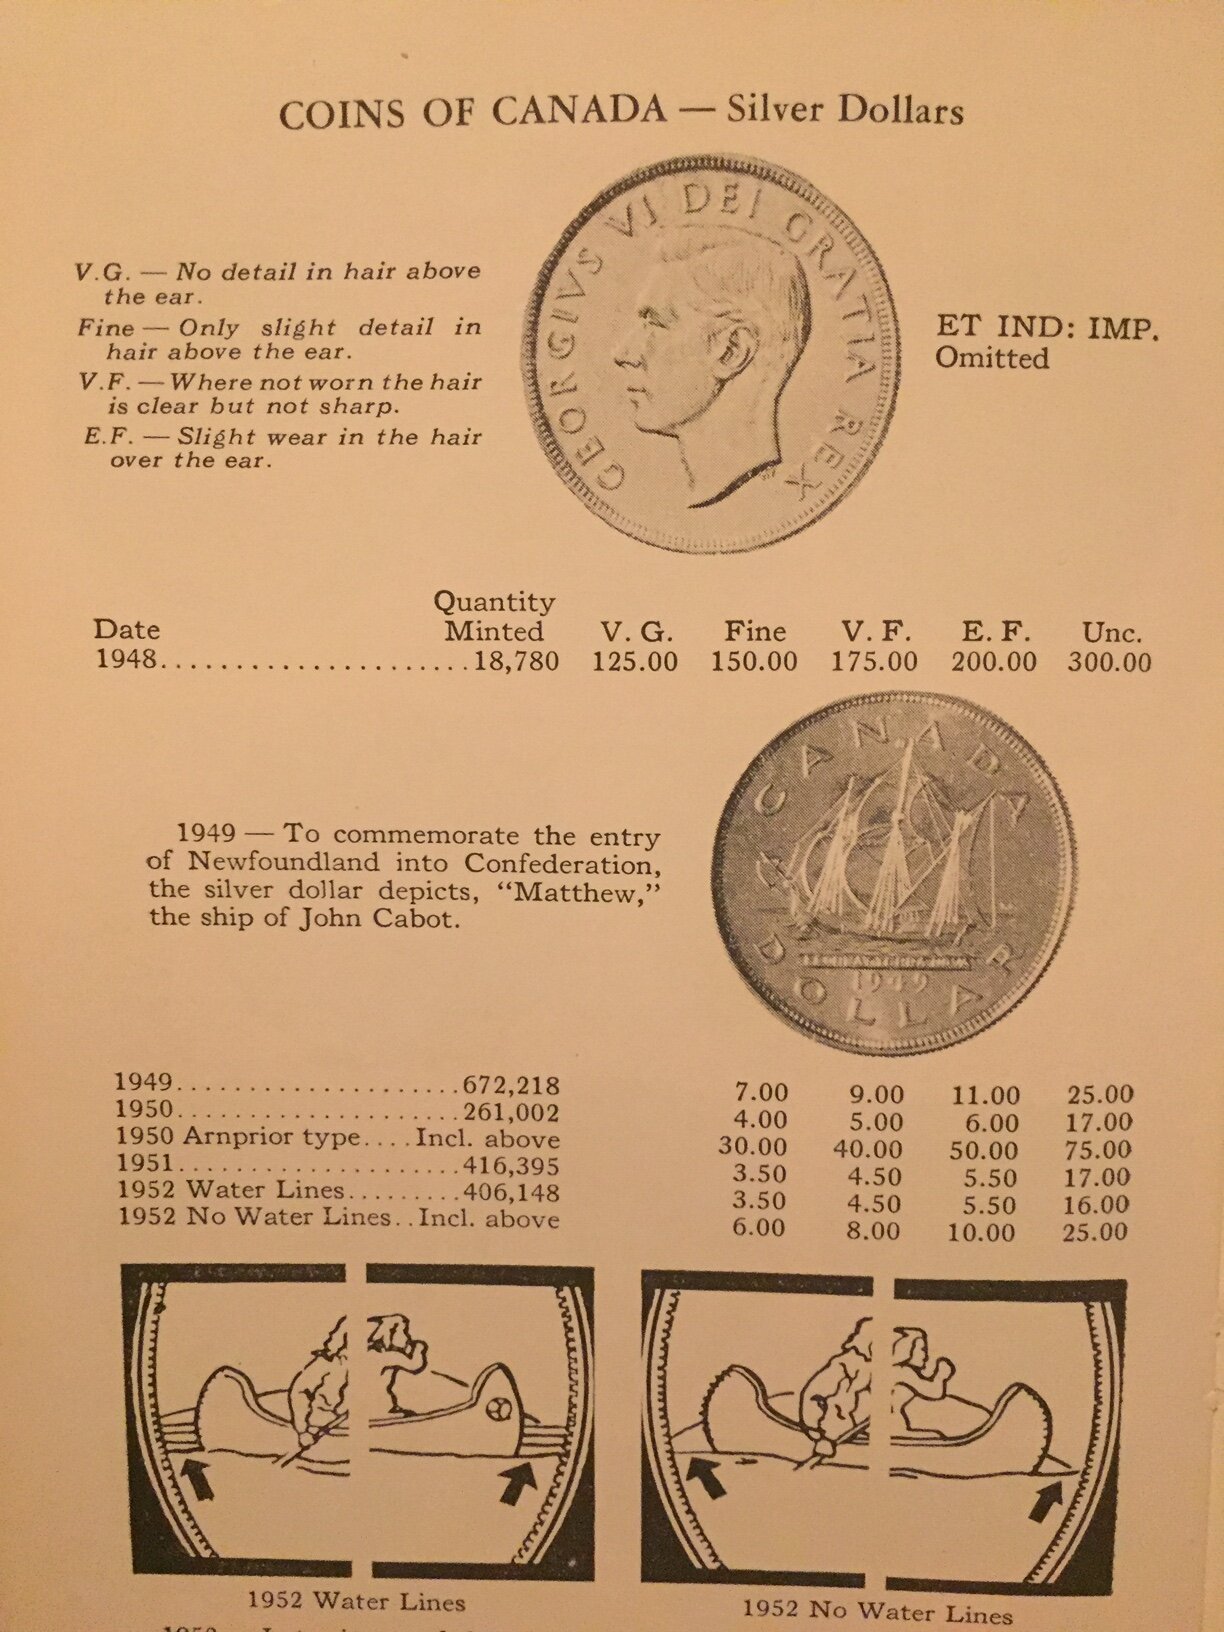 COINS OF CANADA — Silver Dollars
V.G. — No detail in hair above
the ear.
Fine — Only slight detail in
hair above the ear.
V.F. — Where not worn the hair
is clear but not sharp.
E.F. — Slight wear in the hair
over the ear.
GEORGIVS VI DEI GRATIA REX
ET IND: IMP.
Omitted
Date Quantity Minted V. G. Fine V. F. E. F. Unc.
1948......................18,780 125.00 150.00 175.00 200.00 300.00
1949 — To commemorate the entry
of Newfoundland into Confederation,
the silver dollar depicts, “Matthew,”
the ship of John Cabot.
CANADA
1949
DOLLAR
1949....................672,218 7.00 9.00 11.00 25.00
1950....................261,002 4.00 5.00 6.00 17.00
1950 Arnprior type....Incl. above 30.00 40.00 50.00 75.00
1951....................416,395 3.50 4.50 5.50 17.00
1952 Water Lines.........406,148 3.50 4.50 5.50 16.00
1952 No Water Lines..Incl. above 6.00 8.00 10.00 25.00
1952 Water Lines
1952 No Water Lines